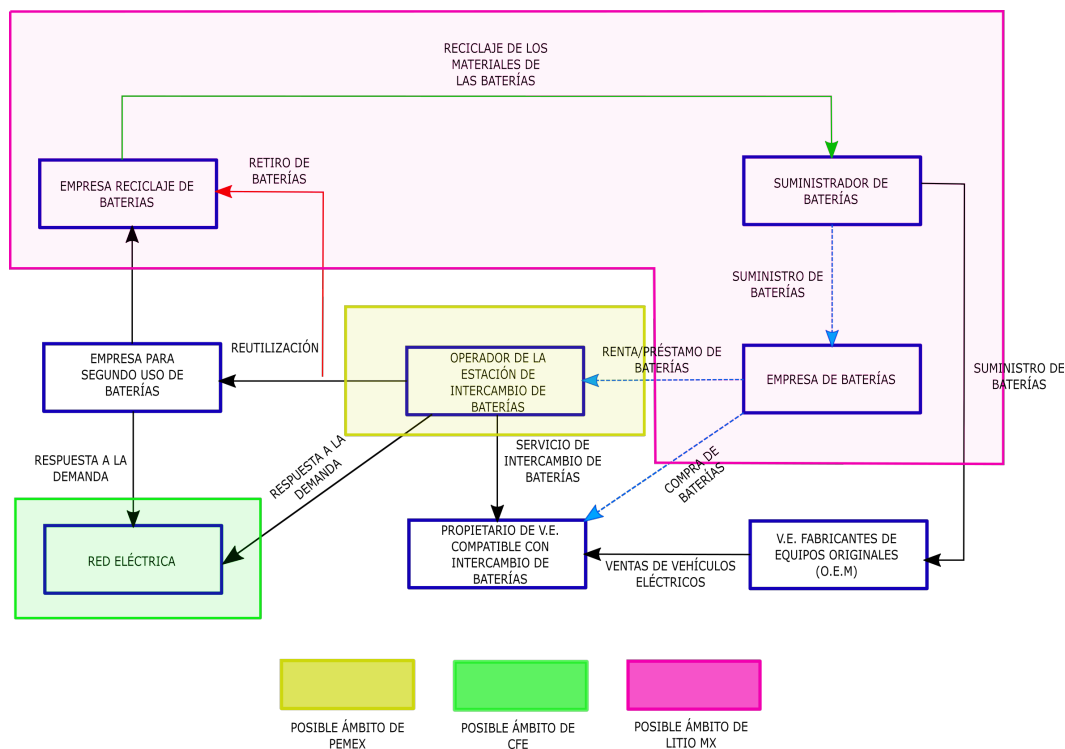 RECICLAJE DE LOS
MATERIALES DE
LAS BATERÍAS
RETIRO DE
BATERÍAS
EMPRESA RECICLAJE DE
BATERIAS
SUMINISTRADOR DE
BATERÍAS
SUMINISTRO DE
BATERÍAS
REUTILIZACIÓN
EMPRESA PARA
SEGUNDO USO DE
BATERÍAS
OPERADOR DE LA
ESTACIÓN DE
INTERCAMBIO DE
BATERÍAS
RENTA/PRÉSTAMO DE
BATERÍAS
EMPRESA DE BATERÍAS
SUMINISTRO DE
BATERÍAS
RESPUESTA A LA
DEMANDA
RESPUESTA A LA
DEMANDA
SERVICIO DE
INTERCAMBIO DE
BATERÍAS
COMPRA DE
BATERÍAS
RED ELÉCTRICA
PROPIETARIO DE V.E.
COMPATIBLE CON
INTERCAMBIO DE
BATERÍAS
VENTAS DE VEHÍCULOS
ELÉCTRICOS
V.E. FABRICANTES DE
EQUIPOS ORIGINALES
(O.E.M)
POSIBLE ÁMBITO DE
PEMEX
POSIBLE ÁMBITO DE
CFE
POSIBLE ÁMBITO DE
LITIO MX